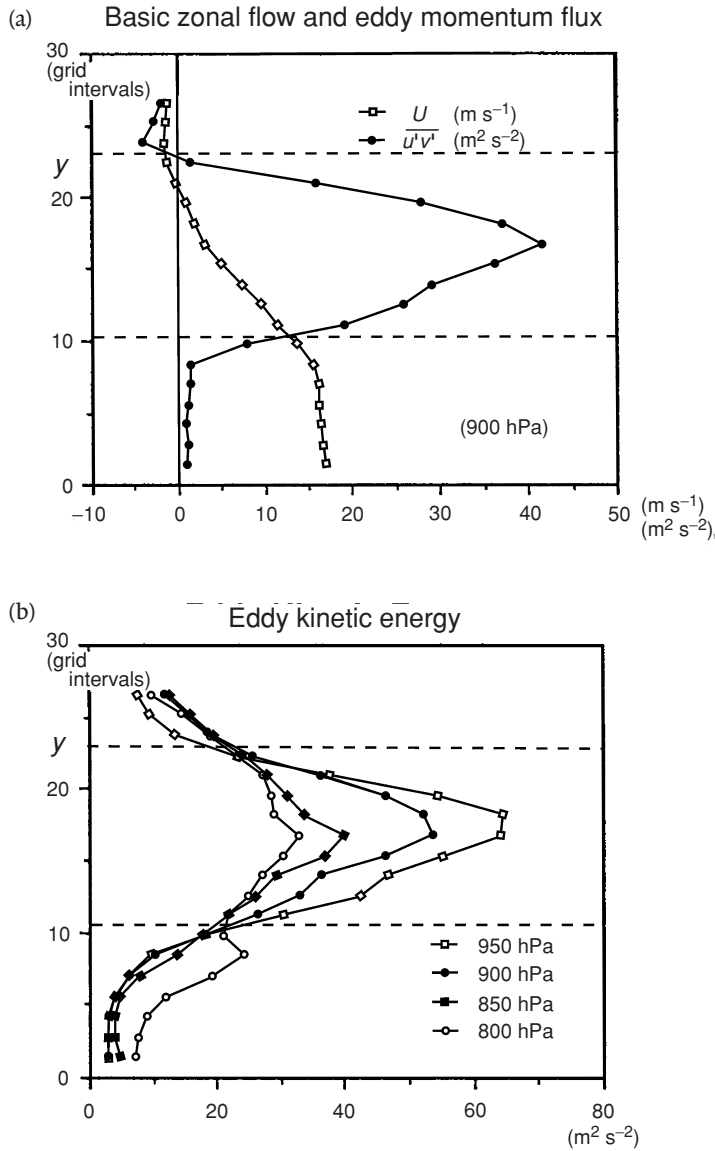 (a)
Basic zonal flow and eddy momentum flux
30
(grid
intervals)
U (m s⁻¹)
u'v' (m² s⁻²)
y
20
10
(900 hPa)
0
−10 0 10 20 30 40 50
(m s⁻¹)
(m² s⁻²)
(b)
Eddy kinetic energy
30
(grid
intervals)
y
20
10
950 hPa
900 hPa
850 hPa
800 hPa
0
0 20 40 60 80
(m² s⁻²)